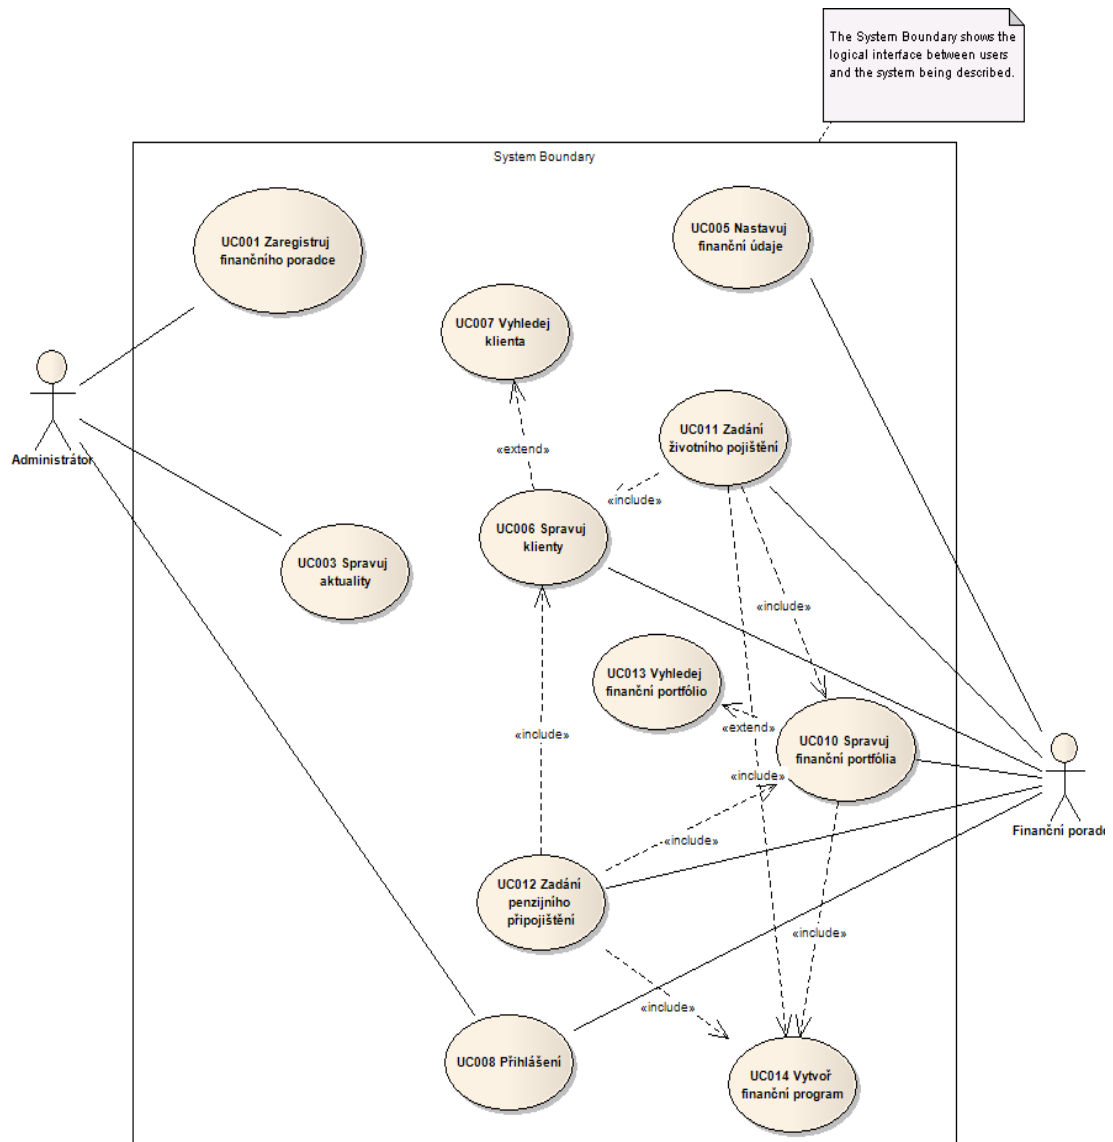 The System Boundary shows the
logical interface between users
and the system being described.
System Boundary
UC001 Zaregistruj
finančního poradce
UC005 Nastavuj
finanční údaje
UC007 Vyhledej
klienta
UC011 Zadání
životního pojištění
Administrátor
«extend»
«include»
UC006 Spravuj
klienty
UC003 Spravuj
aktuality
«include»
UC013 Vyhledej
finanční portfólio
«extend»
«include»
UC010 Spravuj
finanční portfólia
«include»
Finanční porade
«include»
UC012 Zadání
penzijního
připojištění
«include»
«include»
UC008 Přihlášení
UC014 Vytvoř
finanční program